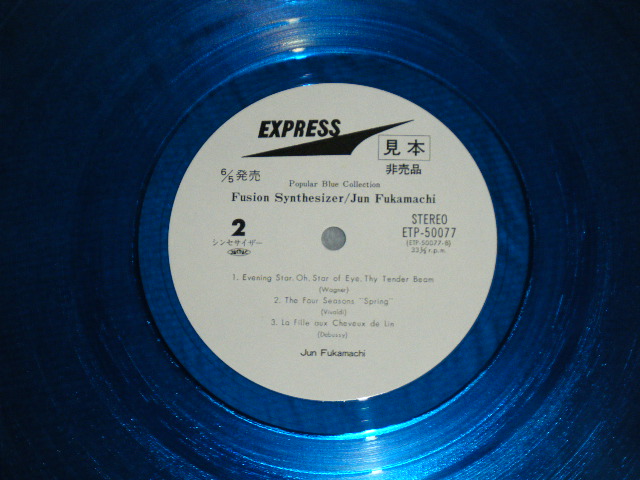 EXPRESS
見本
非売品
6/5発売
Popular Blue Collection
Fusion Synthesizer/Jun Fukamachi
2
シンセサイザー
STEREO
ETP-50077
(ETP-50077-B)
33⅓ r.p.m.
1. Evening Star, Oh, Star of Eve, Thy Tender Beam
(Wagner)
2. The Four Seasons "Spring"
(Vivaldi)
3. La Fille aux Cheveux de Lin
(Debussy)
Jun Fukamachi